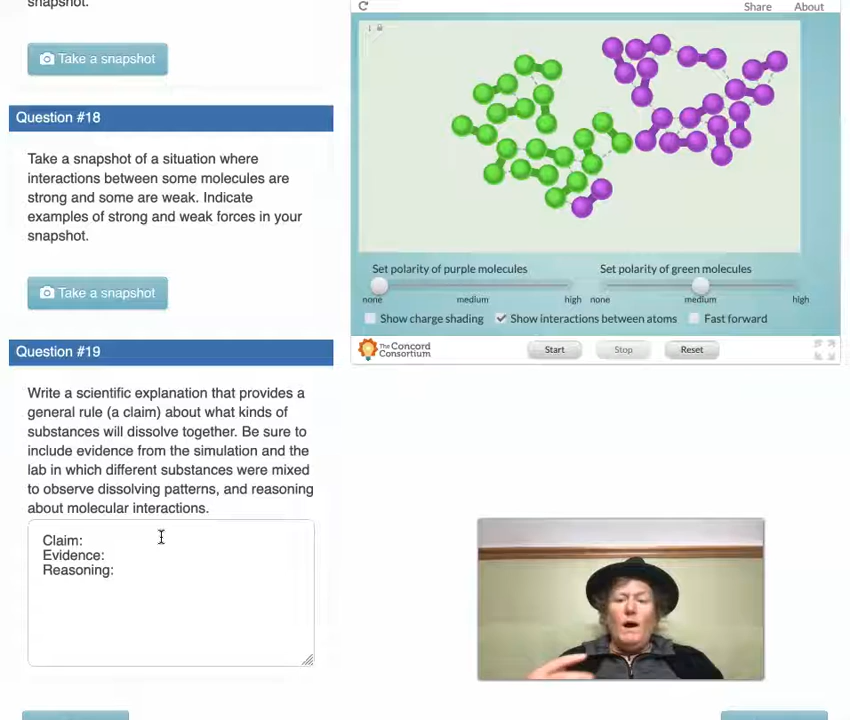 snapshot.
Take a snapshot
Question #18
Take a snapshot of a situation where
interactions between some molecules are
strong and some are weak. Indicate
examples of strong and weak forces in your
snapshot.
Take a snapshot
Question #19
Write a scientific explanation that provides a
general rule (a claim) about what kinds of
substances will dissolve together. Be sure to
include evidence from the simulation and the
lab in which different substances were mixed
to observe dissolving patterns, and reasoning
about molecular interactions.
Claim:
Evidence:
Reasoning:
Share About
Set polarity of purple molecules
none medium high
Set polarity of green molecules
none medium high
Show charge shading Show interactions between atoms Fast forward
The Concord
Consortium
Start Stop Reset